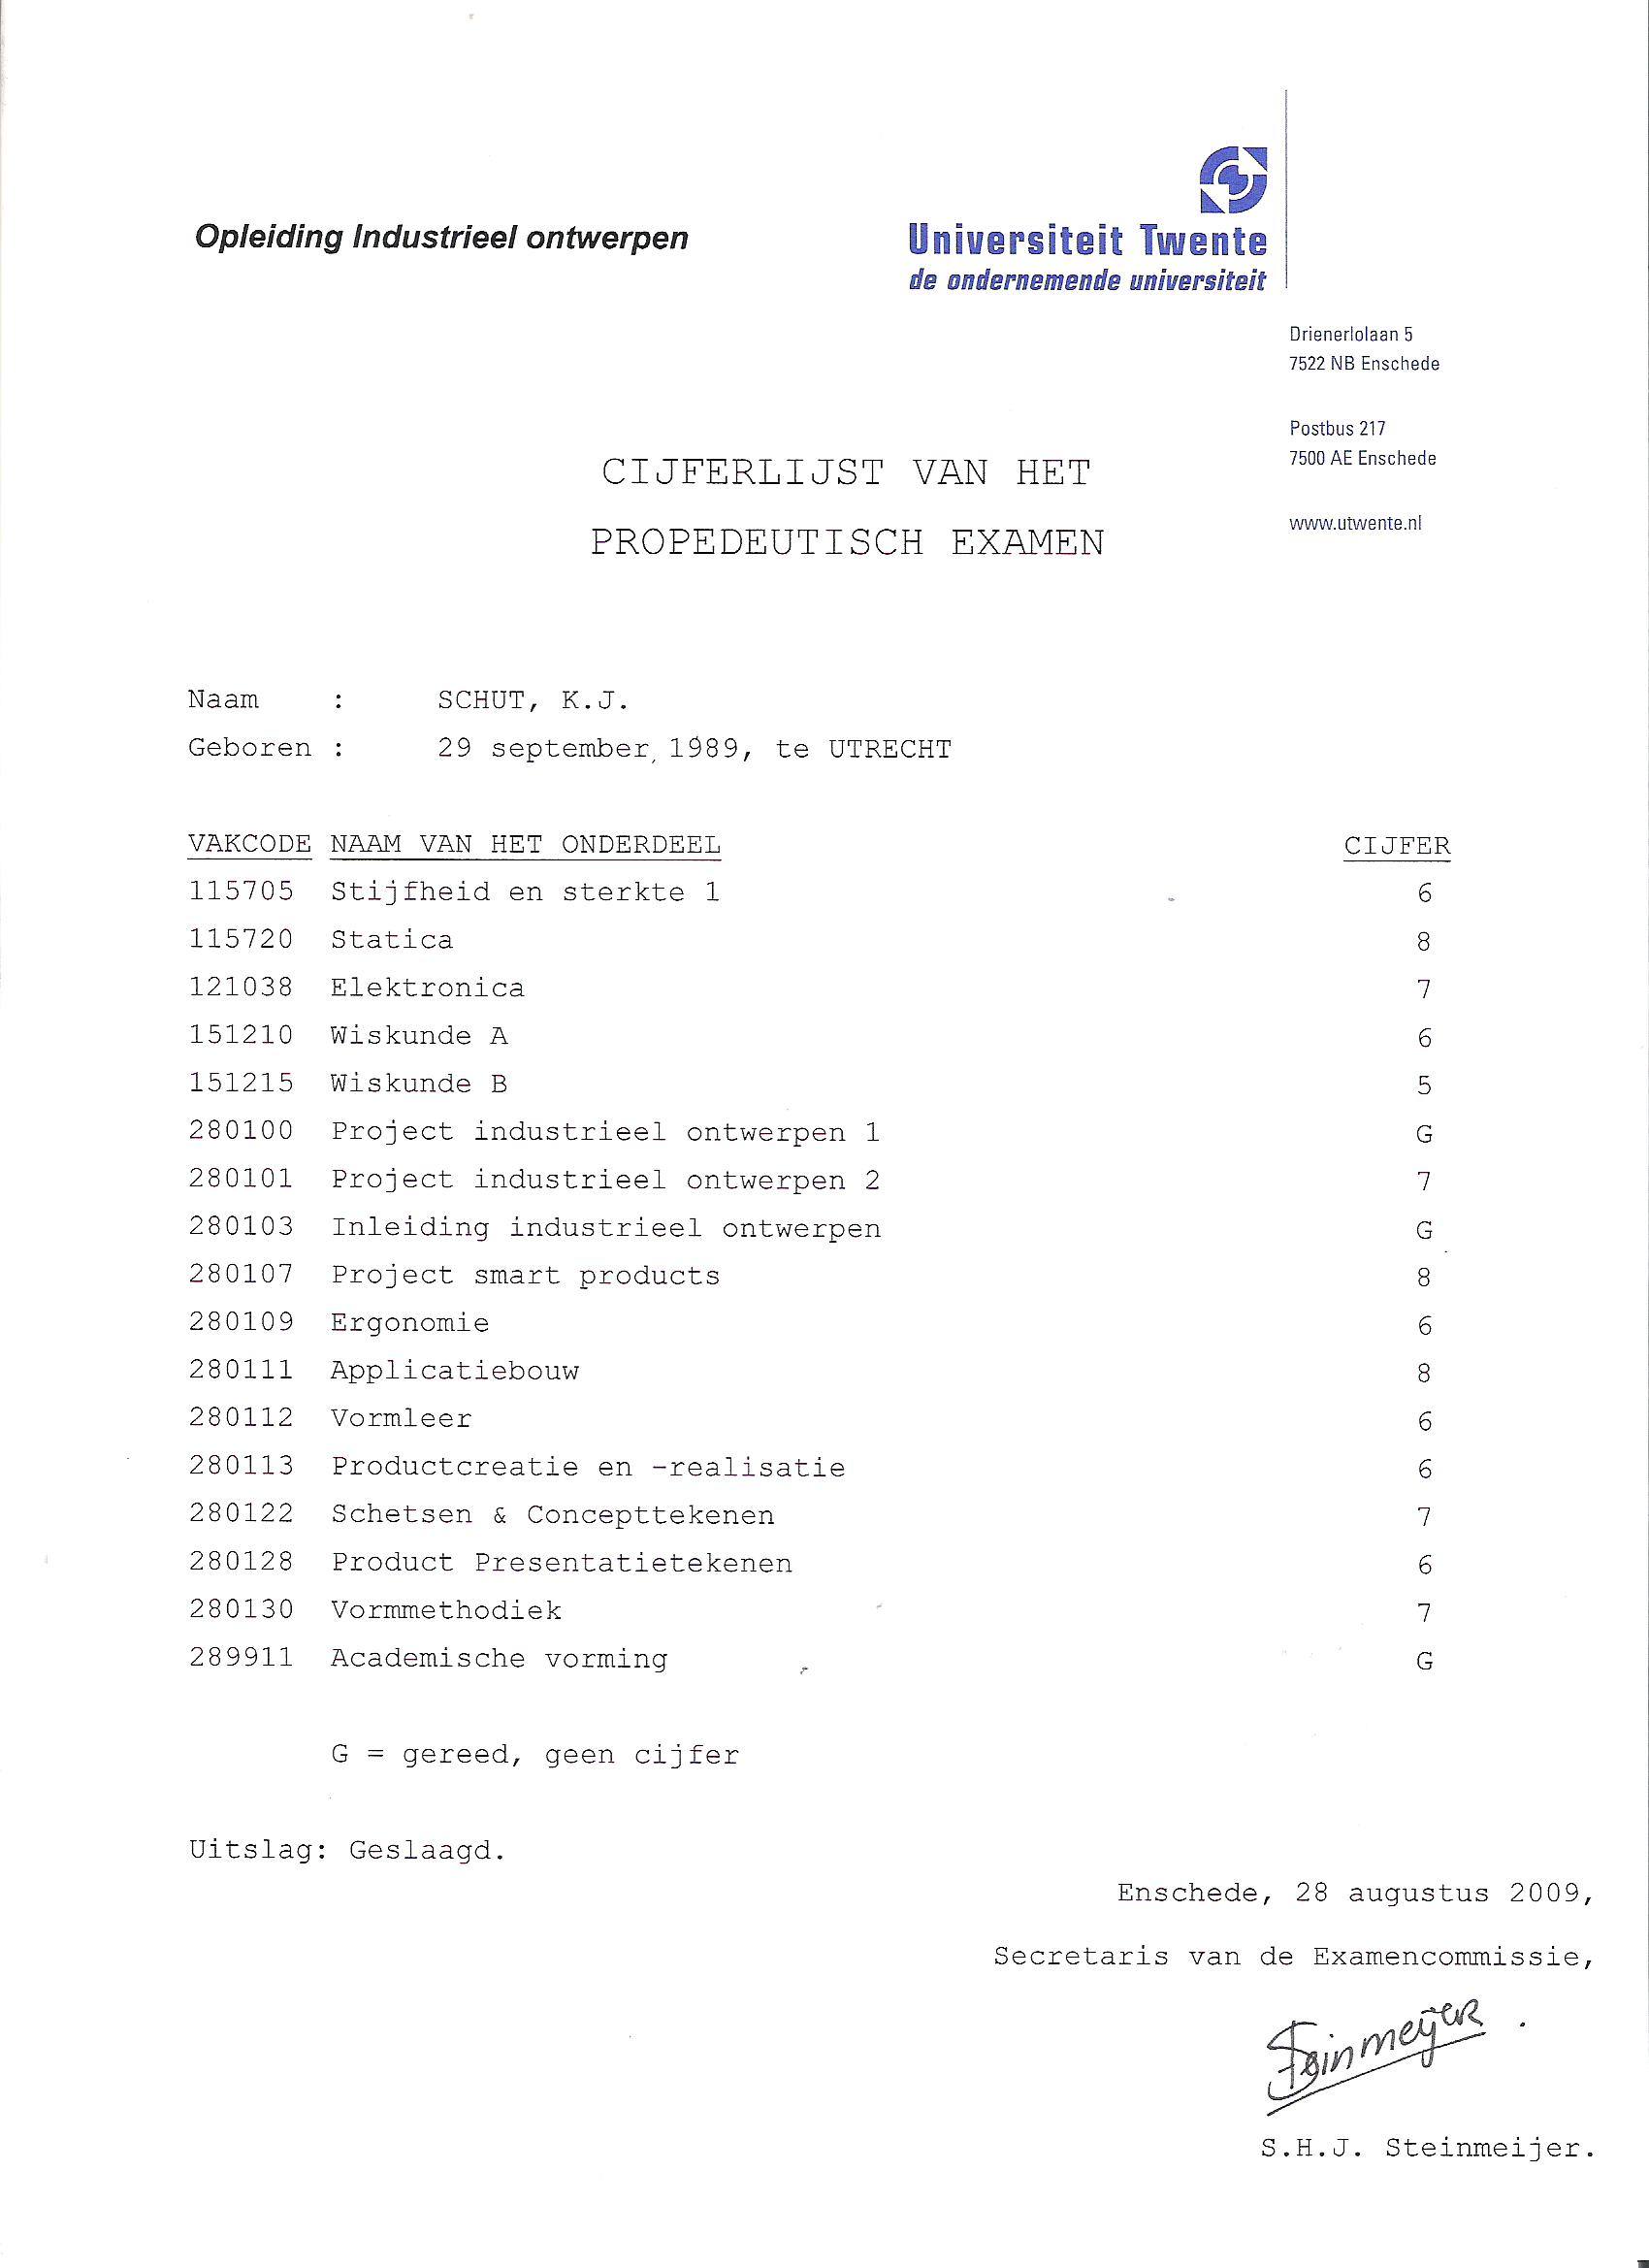 Opleiding Industrieel ontwerpen
Universiteit Twente
de ondernemende universiteit
Drienerlolaan 5
7522 NB Enschede
Postbus 217
7500 AE Enschede
www.utwente.nl
CIJFERLIJST VAN HET
PROPEDEUTISCH EXAMEN
Naam : SCHUT, K.J.
Geboren : 29 september 1989, te UTRECHT
VAKCODE NAAM VAN HET ONDERDEEL CIJFER
115705 Stijfheid en sterkte 1 6
115720 Statica 8
121038 Elektronica 7
151210 Wiskunde A 6
151215 Wiskunde B 5
280100 Project industrieel ontwerpen 1 G
280101 Project industrieel ontwerpen 2 7
280103 Inleiding industrieel ontwerpen G
280107 Project smart products 8
280109 Ergonomie 6
280111 Applicatiebouw 8
280112 Vormleer 6
280113 Productcreatie en -realisatie 6
280122 Schetsen & Concepttekenen 7
280128 Product Presentatietekenen 6
280130 Vormmethodiek 7
289911 Academische vorming G
G = gereed, geen cijfer
Uitslag: Geslaagd.
Enschede, 28 augustus 2009,
Secretaris van de Examencommissie,
Steinmeijer
S.H.J. Steinmeijer.